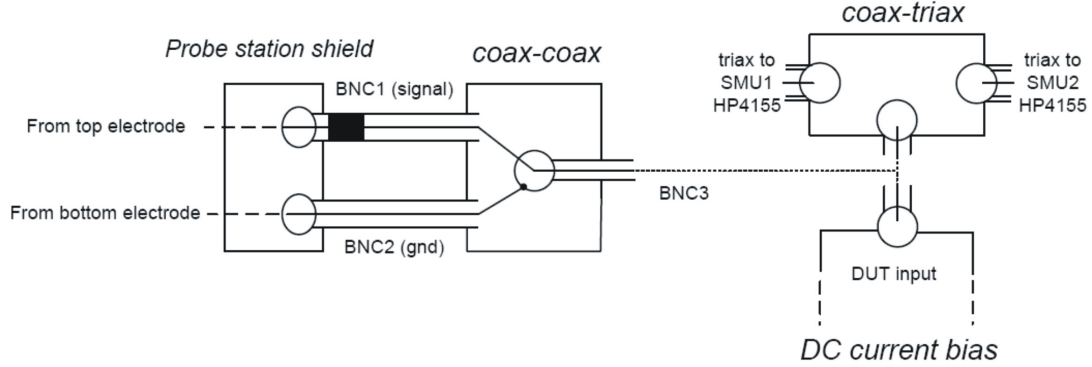 coax-triax
Probe station shield
coax-coax
triax to
SMU1
HP4155
triax to
SMU2
HP4155
BNC1 (signal)
From top electrode
BNC3
From bottom electrode
BNC2 (gnd)
DUT input
DC current bias